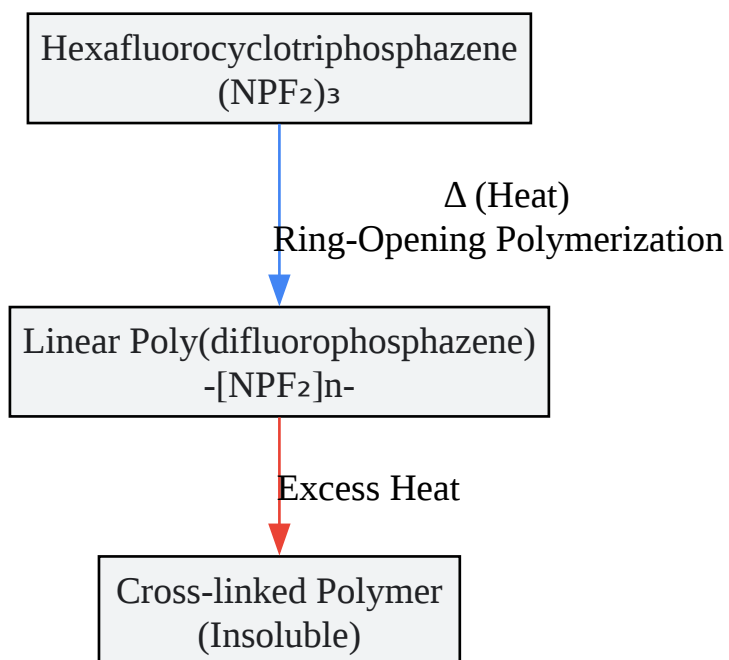 Hexafluorocyclotriphosphazene
(NPF₂)₃
Δ (Heat)
Ring-Opening Polymerization
Linear Poly(difluorophosphazene)
-[NPF₂]n-
Excess Heat
Cross-linked Polymer
(Insoluble)